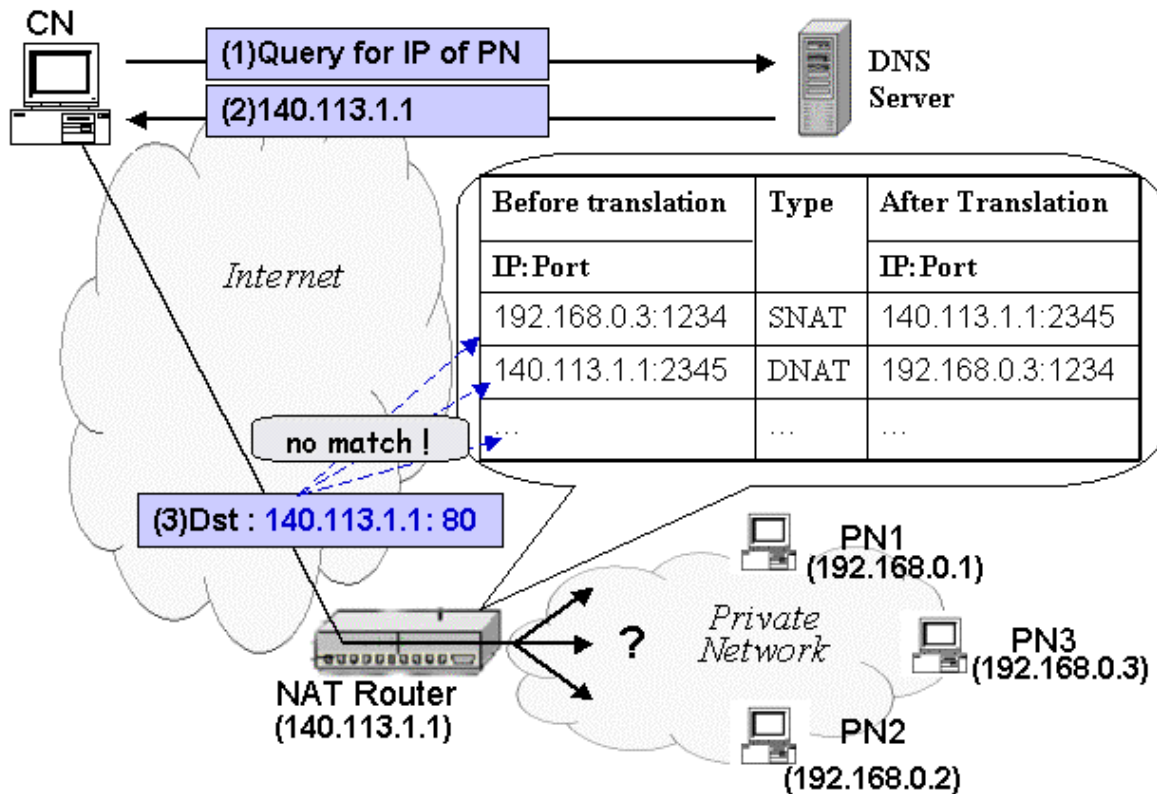 CN
(1)Query for IP of PN
(2)140.113.1.1
DNS
Server
Before translation Type After Translation
IP:Port IP:Port
192.168.0.3:1234 SNAT 140.113.1.1:2345
140.113.1.1:2345 DNAT 192.168.0.3:1234
... ... ...
Internet
no match !
(3)Dst : 140.113.1.1: 80
NAT Router
(140.113.1.1)
?
Private
Network
PN1
(192.168.0.1)
PN3
(192.168.0.3)
PN2
(192.168.0.2)